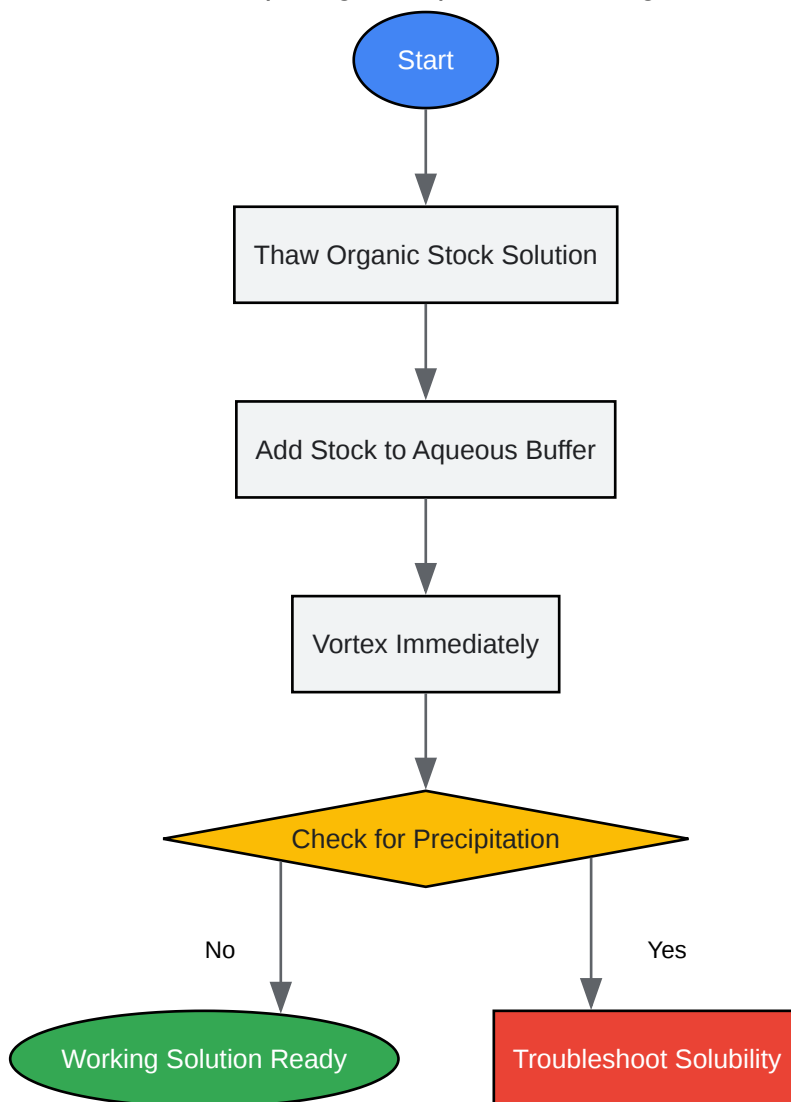 Start
Thaw Organic Stock Solution
Add Stock to Aqueous Buffer
Vortex Immediately
Check for Precipitation
No
Yes
Working Solution Ready
Troubleshoot Solubility